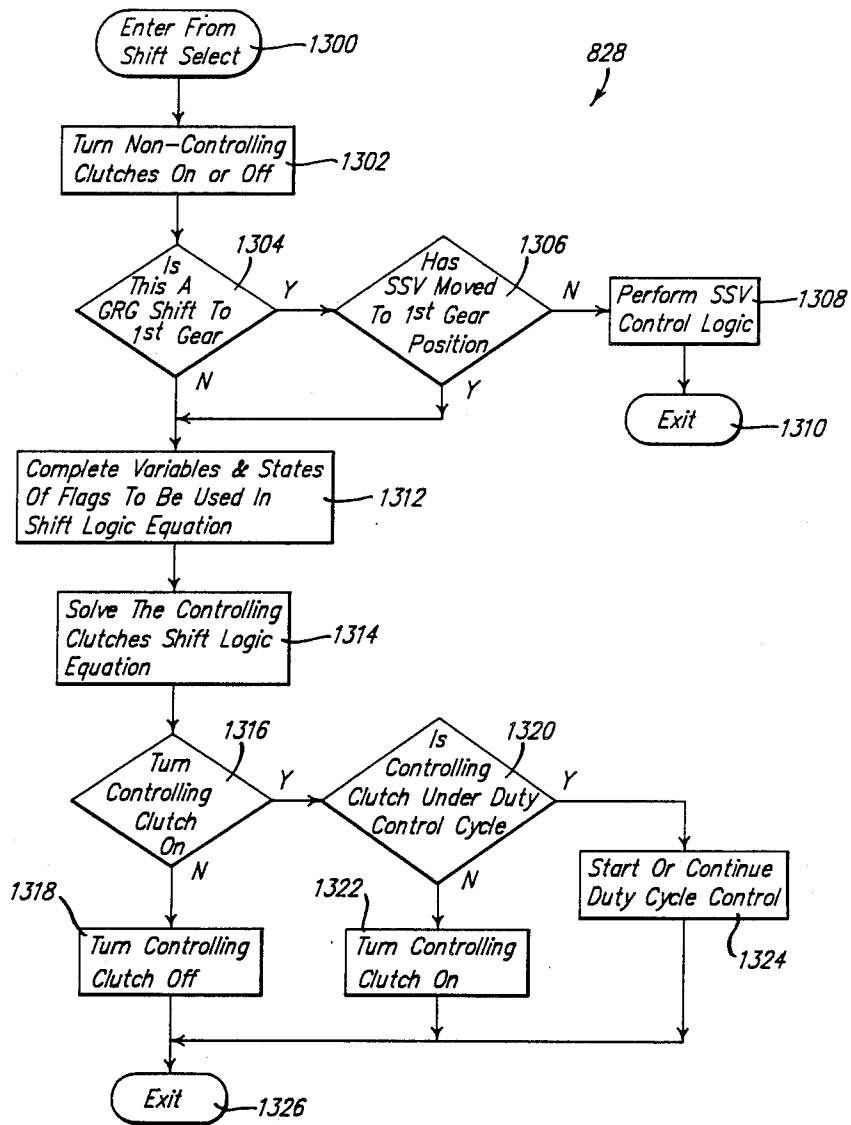 Enter From
Shift Select
1300
828
Turn Non-Controlling
Clutches On or Off
1302
Is
This A
GRG Shift To
1st Gear
1304
Y
N
Has
SSV Moved
To 1st Gear
Position
1306
N
Y
Perform SSV
Control Logic
1308
Exit
1310
Complete Variables & States
Of Flags To Be Used In
Shift Logic Equation
1312
Solve The Controlling
Clutches Shift Logic
Equation
1314
Turn
Controlling
Clutch
On
1316
Y
N
Is
Controlling
Clutch Under Duty
Control Cycle
1320
Y
N
1318
Turn Controlling
Clutch Off
1322
Turn Controlling
Clutch On
Start Or Continue
Duty Cycle Control
1324
Exit
1326